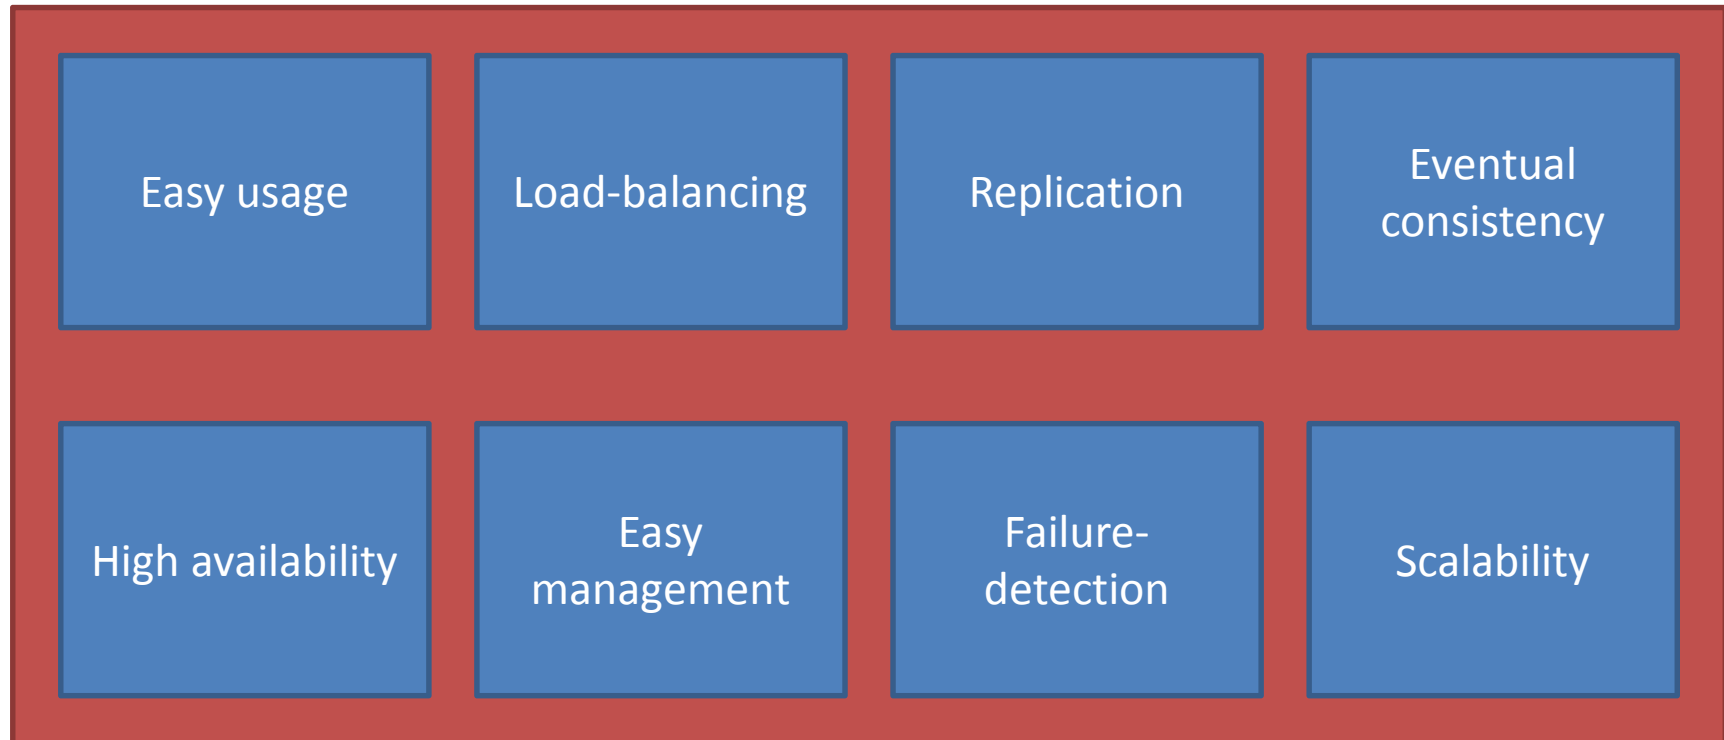 Easy usage
Load-balancing
Replication
Eventual
consistency
High availability
Easy
management
Failure-
detection
Scalability